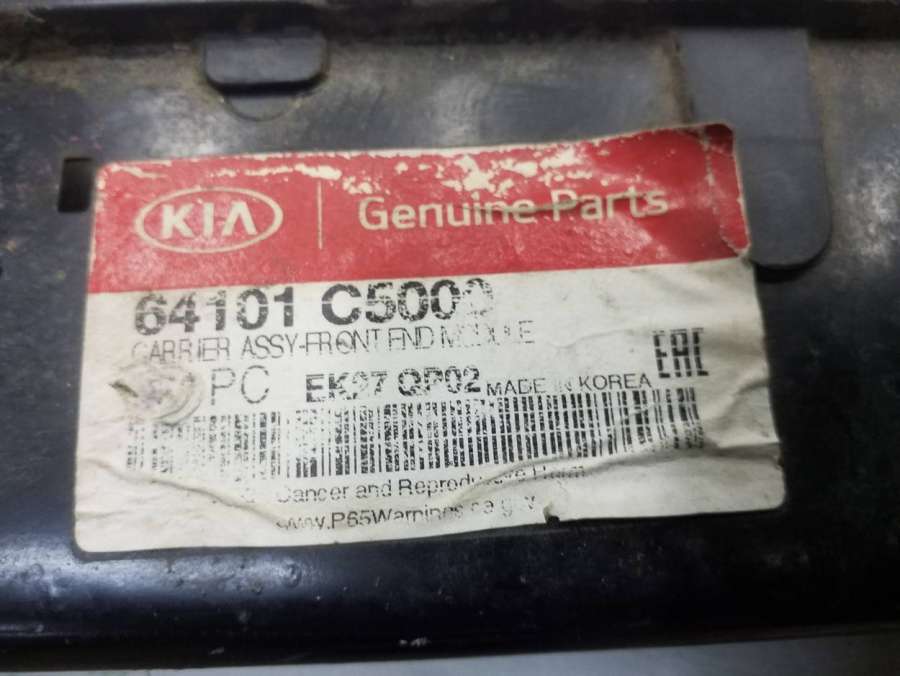 KIA
Genuine Parts
64101 C5000
CARRIER ASSY-FRONT END MODULE
PC EK27 QP02 MADE IN KOREA
EAC
Cancer and Reproductive Harm
www.P65Warnings.ca.gov